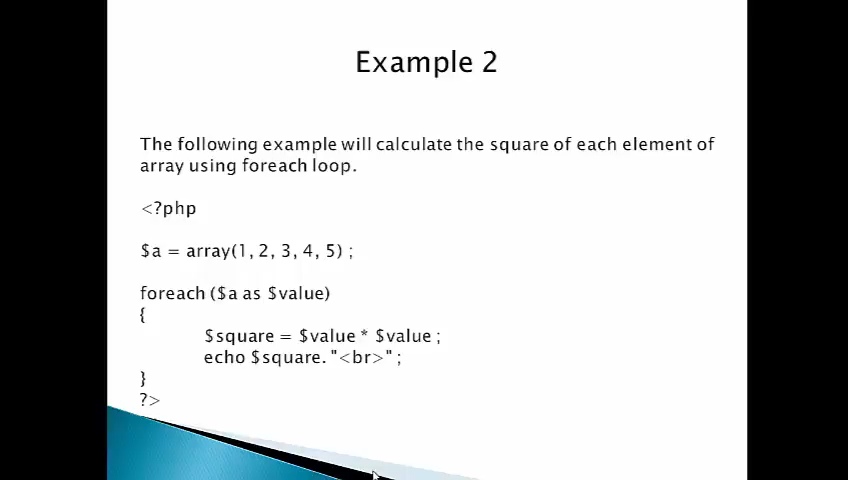 Example 2
The following example will calculate the square of each element of
array using foreach loop.
<?php
$a = array(1, 2, 3, 4, 5) ;
foreach ($a as $value)
{
$square = $value * $value ;
echo $square. "<br>" ;
}
?>